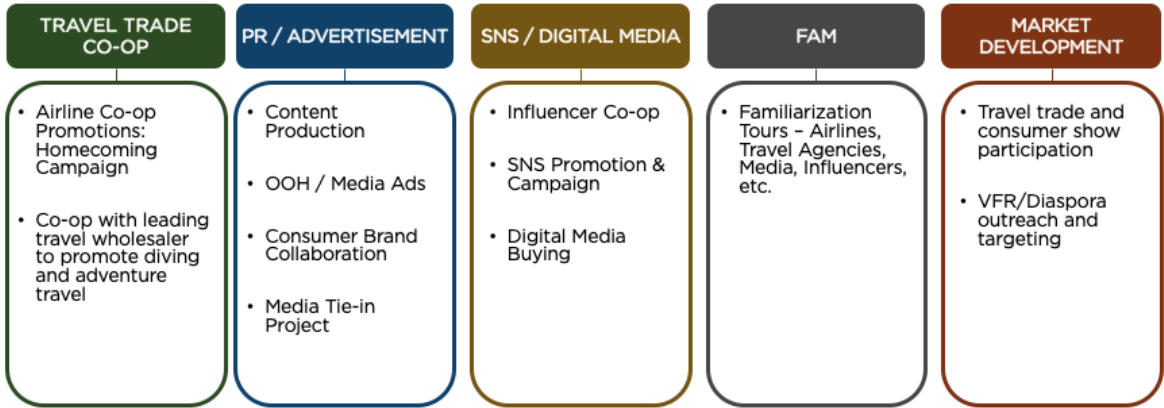 TRAVEL TRADE
CO-OP
• Airline Co-op
Promotions:
Homecoming
Campaign
• Co-op with leading
travel wholesaler
to promote diving
and adventure
travel
PR / ADVERTISEMENT
• Content
Production
• OOH / Media Ads
• Consumer Brand
Collaboration
• Media Tie-in
Project
SNS / DIGITAL MEDIA
• Influencer Co-op
• SNS Promotion &
Campaign
• Digital Media
Buying
FAM
• Familiarization
Tours – Airlines,
Travel Agencies,
Media, Influencers,
etc.
MARKET
DEVELOPMENT
• Travel trade and
consumer show
participation
• VFR/Diaspora
outreach and
targeting